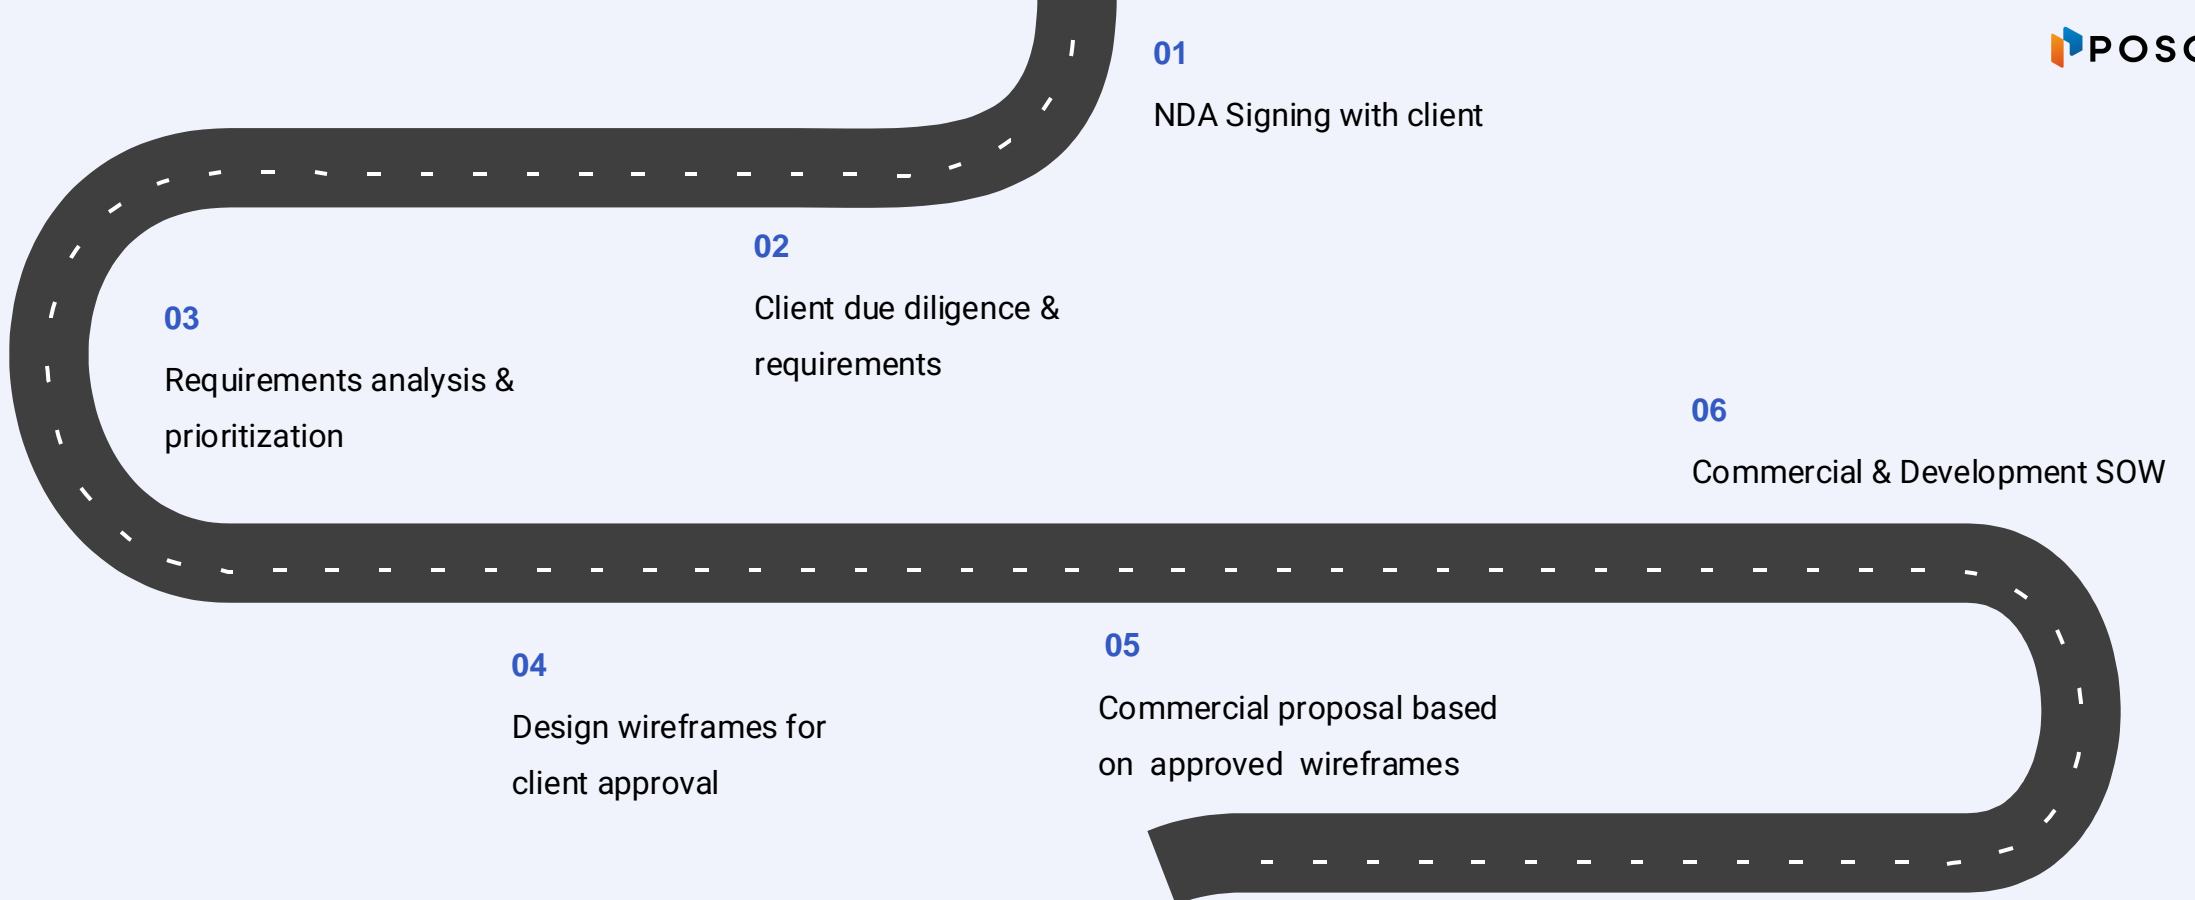 01
NDA Signing with client
02
Client due diligence &
requirements
03
Requirements analysis &
prioritization
06
Commercial & Development SOW
04
Design wireframes for
client approval
05
Commercial proposal based
on approved wireframes